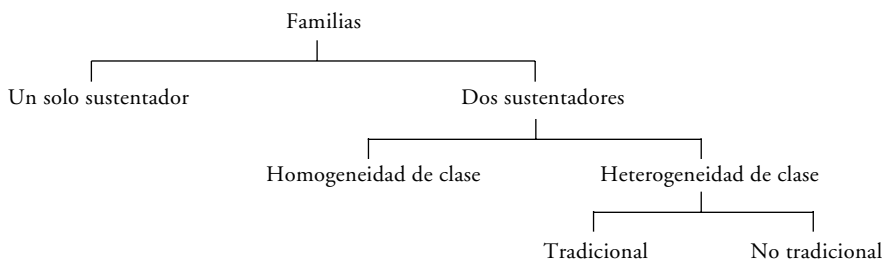 Familias
Un solo sustentador
Dos sustentadores
Homogeneidad de clase
Heterogeneidad de clase
Tradicional
No tradicional